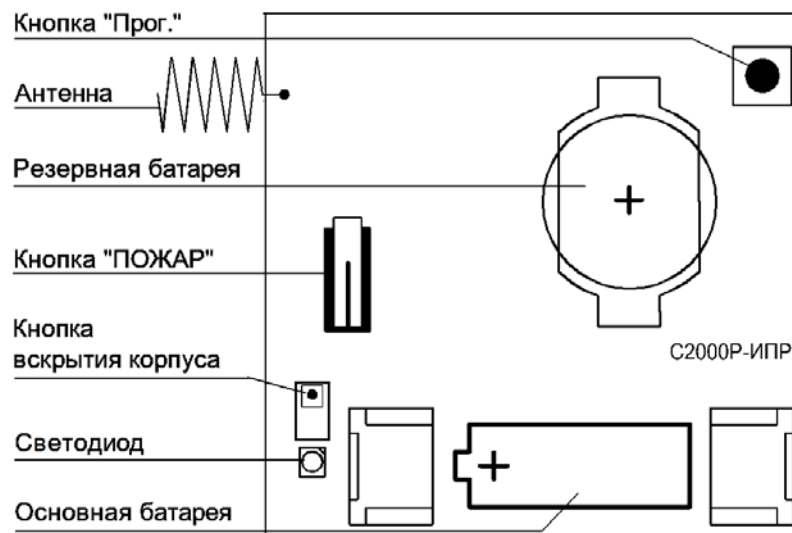 Кнопка "Прог."
Антенна
Резервная батарея
Кнопка "ПОЖАР"
Кнопка
вскрытия корпуса
С2000Р-ИПР
Светодиод
Основная батарея